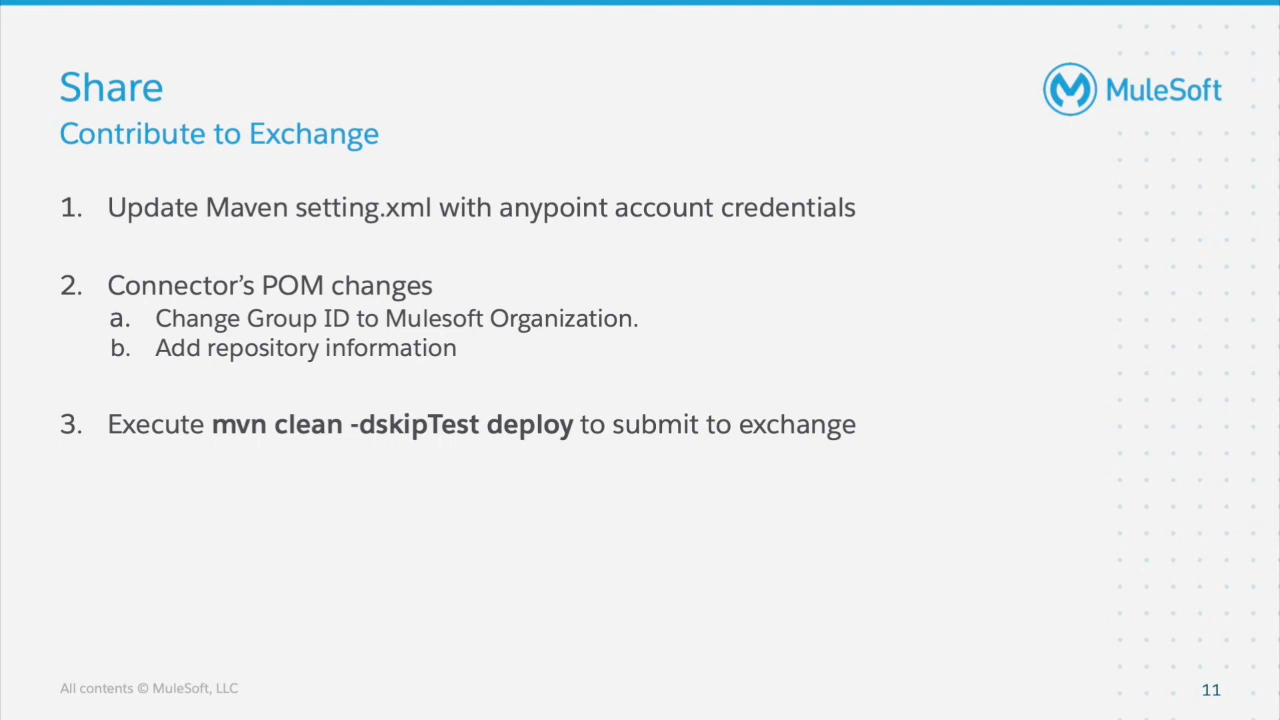 Share
MuleSoft
Contribute to Exchange
1. Update Maven setting.xml with anypoint account credentials
2. Connector’s POM changes
a. Change Group ID to Mulesoft Organization.
b. Add repository information
3. Execute mvn clean -dskipTest deploy to submit to exchange
All contents © MuleSoft, LLC
11